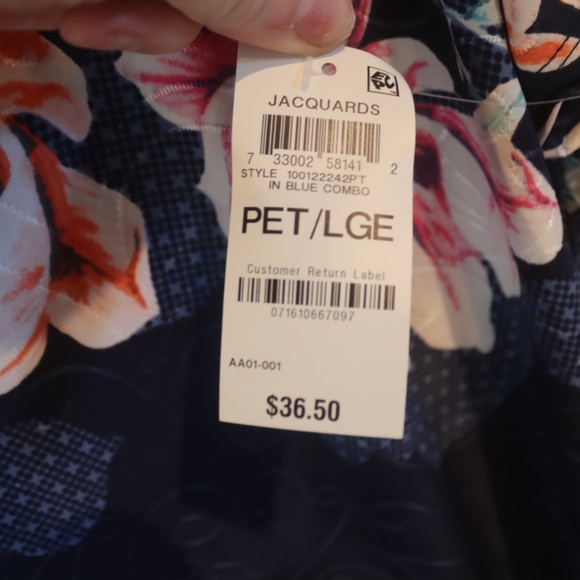 EPC
JACQUARDS
7 33002 58141 2
STYLE 100122242PT
IN BLUE COMBO
PET/LGE
Customer Return Label
071610667097
AA01-001
$36.50